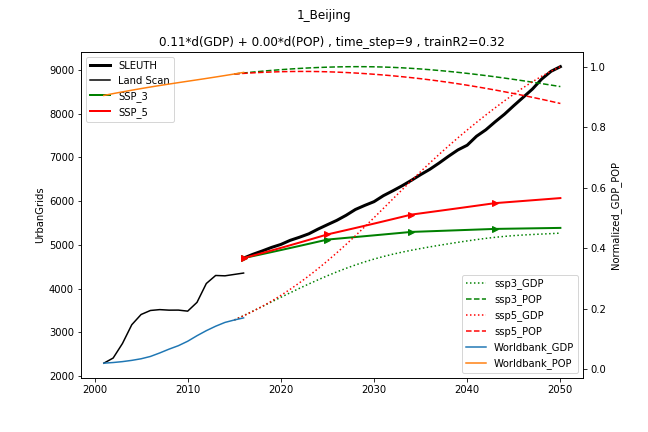 1_Beijing
0.11*d(GDP) + 0.00*d(POP) , time_step=9 , trainR2=0.32
SLEUTH
Land Scan
SSP_3
SSP_5
9000
8000
7000
6000
5000
4000
3000
2000
UrbanGrids
1.0
0.8
0.6
0.4
0.2
0.0
Normalized_GDP_POP
ssp3_GDP
ssp3_POP
ssp5_GDP
ssp5_POP
Worldbank_GDP
Worldbank_POP
2000 2010 2020 2030 2040 2050